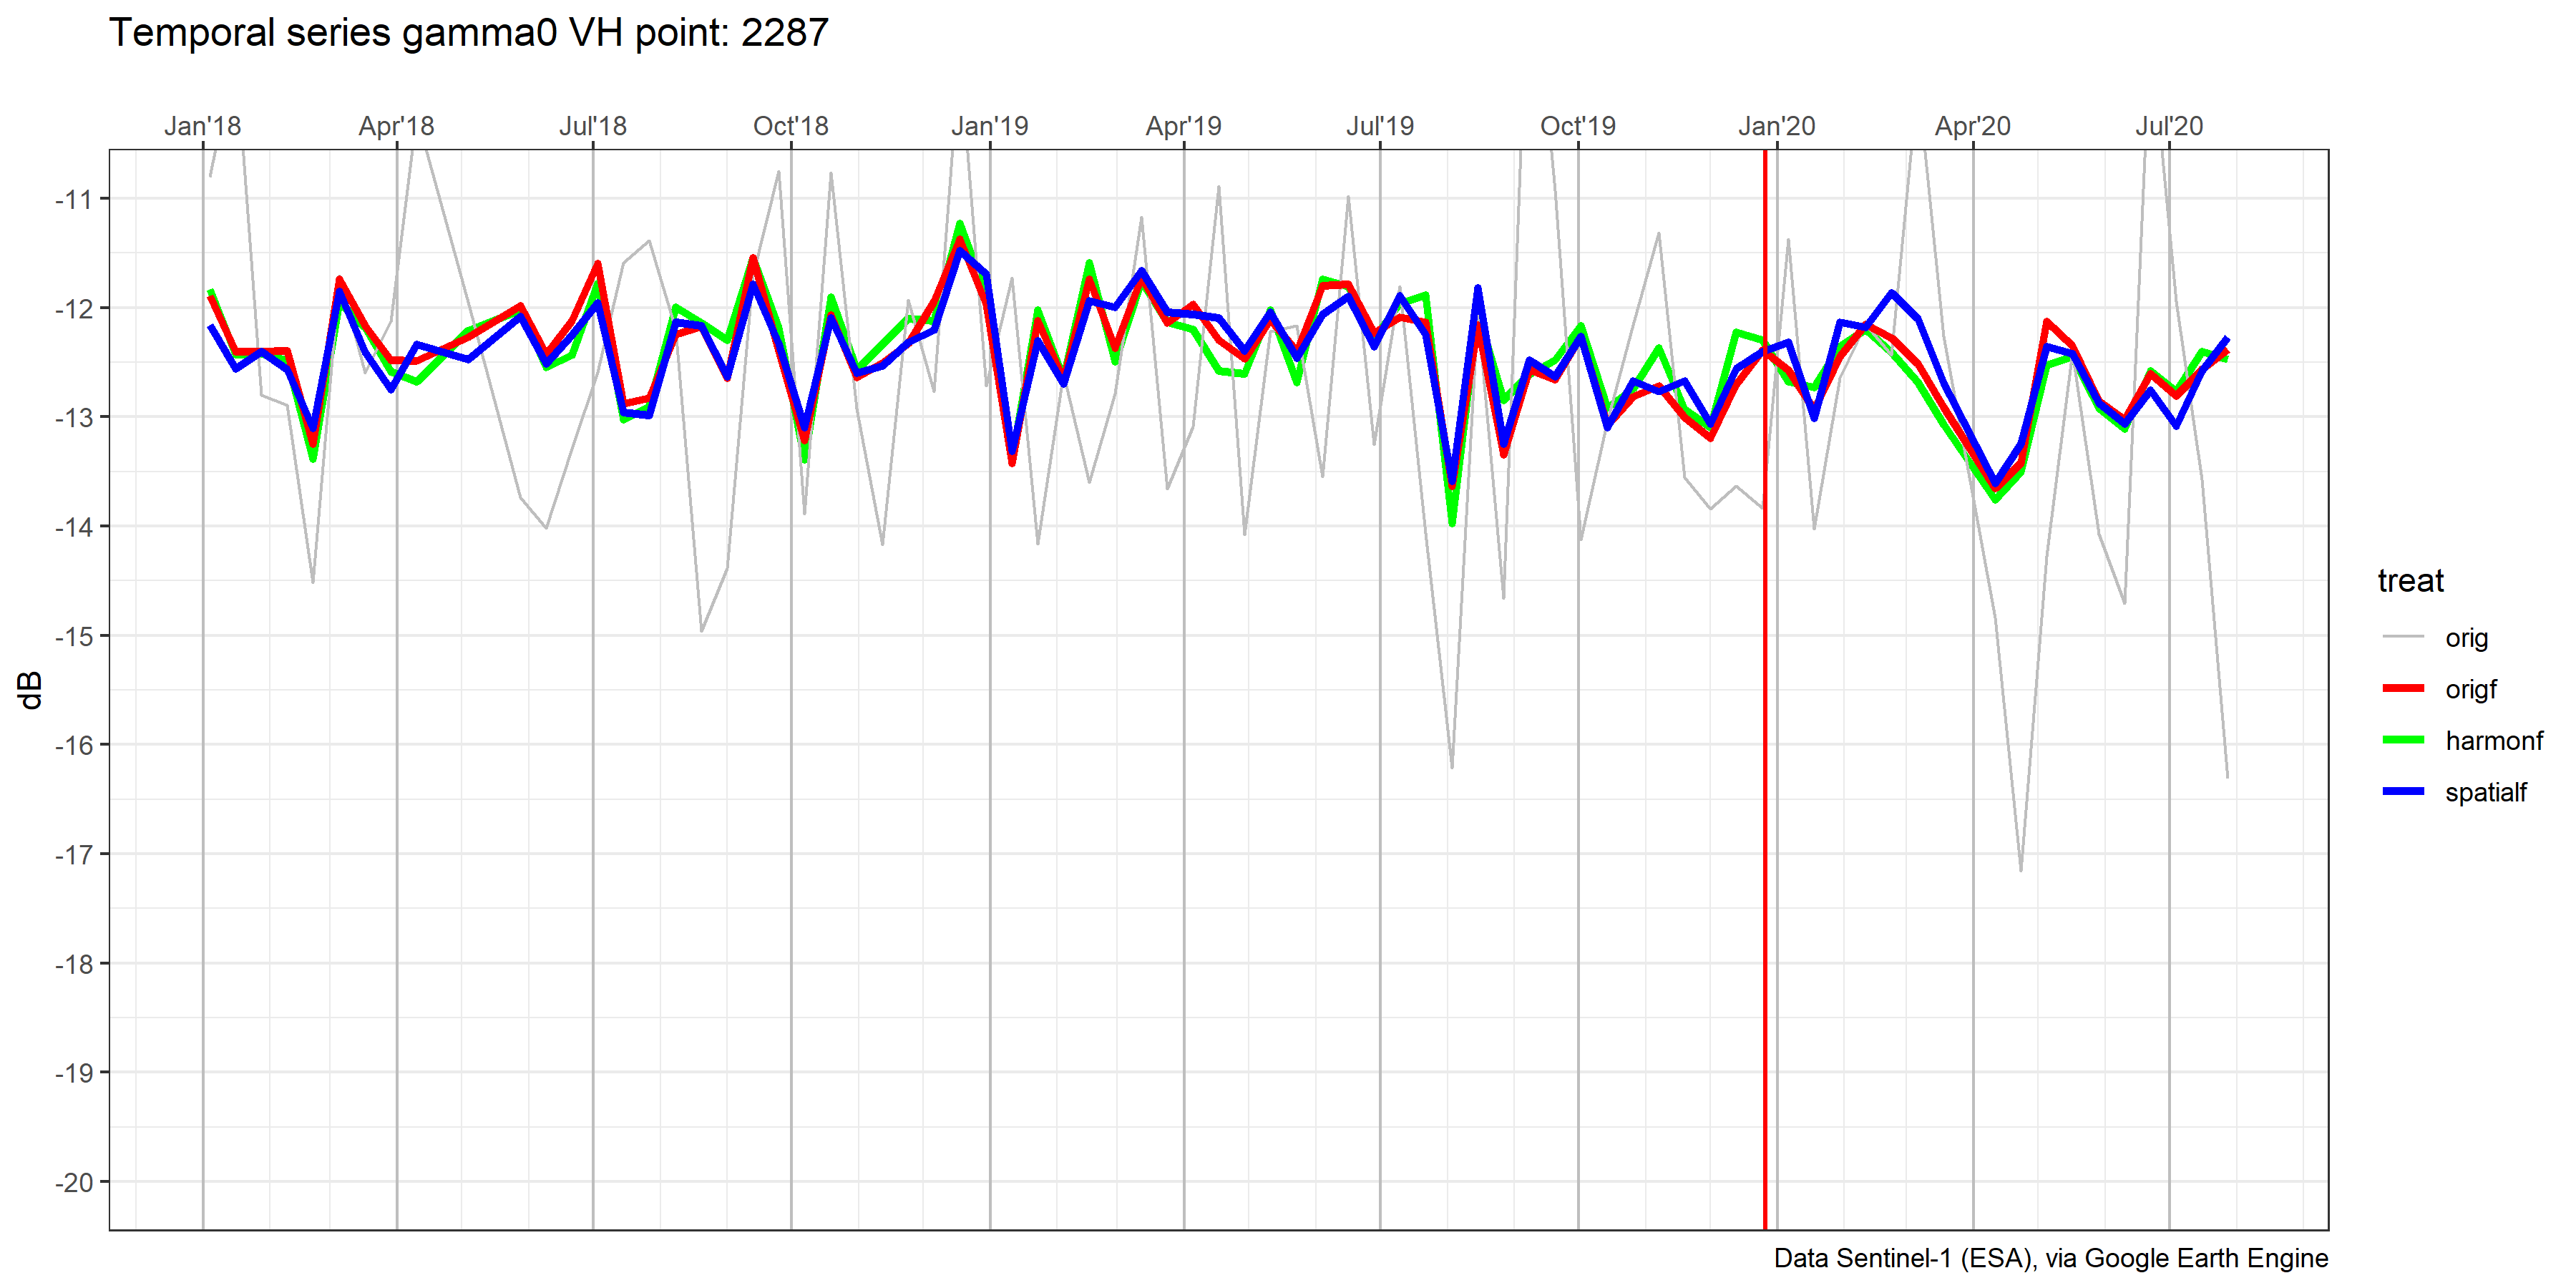 Temporal series gamma0 VH point: 2287
Jan'18 Apr'18 Jul'18 Oct'18 Jan'19 Apr'19 Jul'19 Oct'19 Jan'20 Apr'20 Jul'20
-11
-12
-13
-14
-15
-16
-17
-18
-19
-20
dB
treat
orig
origf
harmonf
spatialf
Data Sentinel-1 (ESA), via Google Earth Engine